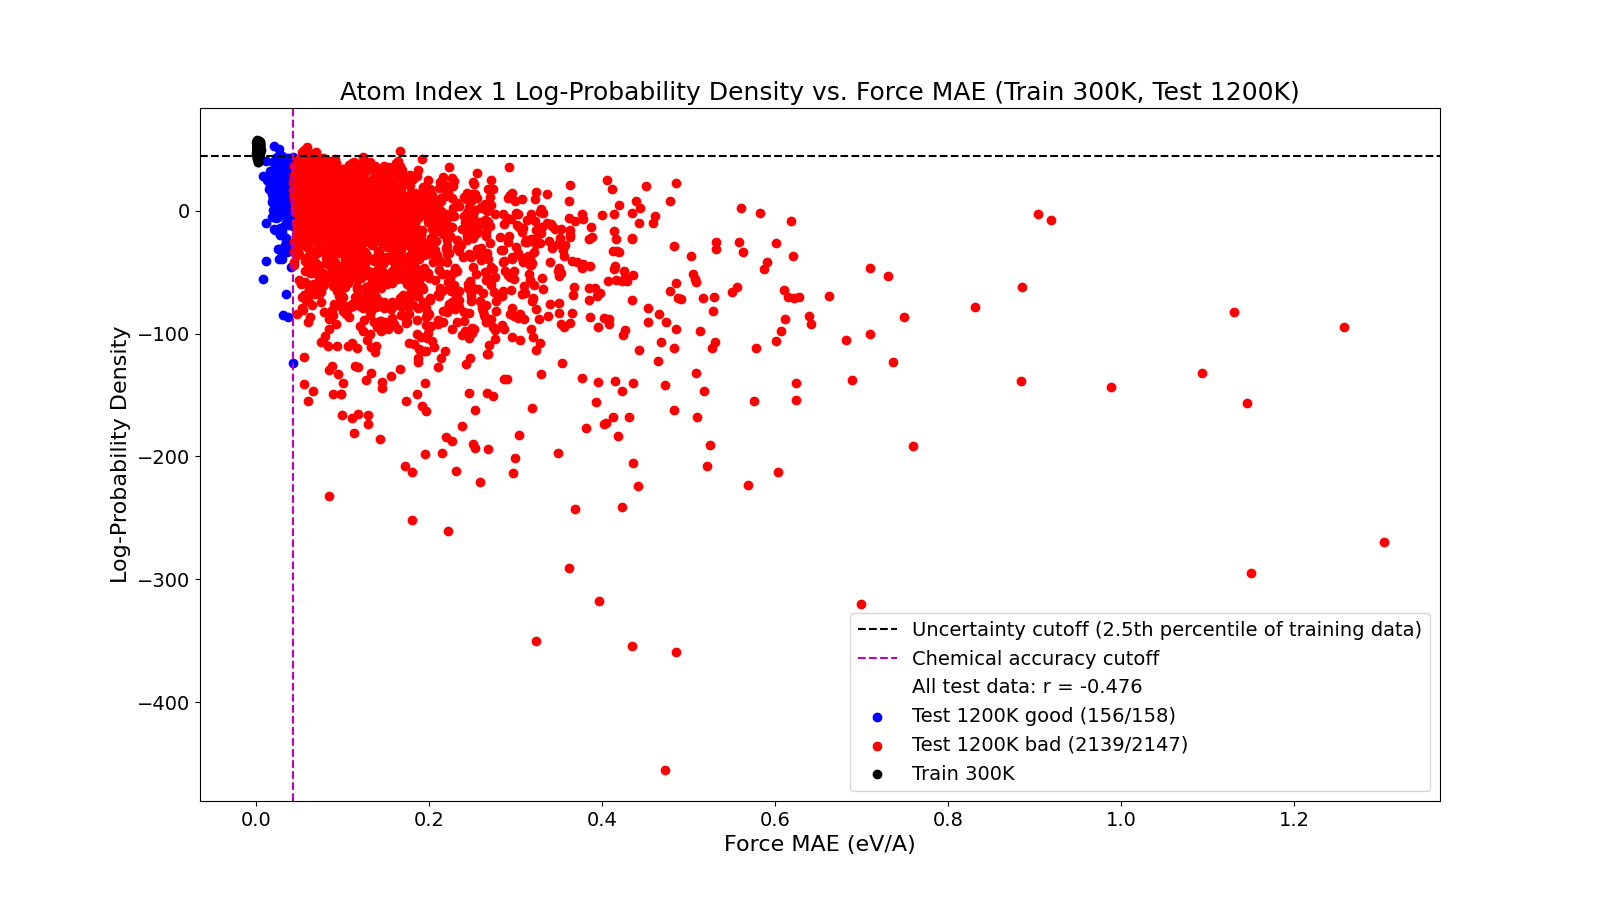 Atom Index 1 Log-Probability Density vs. Force MAE (Train 300K, Test 1200K)
Log-Probability Density
0
−100
−200
−300
−400
Uncertainty cutoff (2.5th percentile of training data)
Chemical accuracy cutoff
All test data: r = -0.476
Test 1200K good (156/158)
Test 1200K bad (2139/2147)
Train 300K
0.0 0.2 0.4 0.6 0.8 1.0 1.2
Force MAE (eV/A)